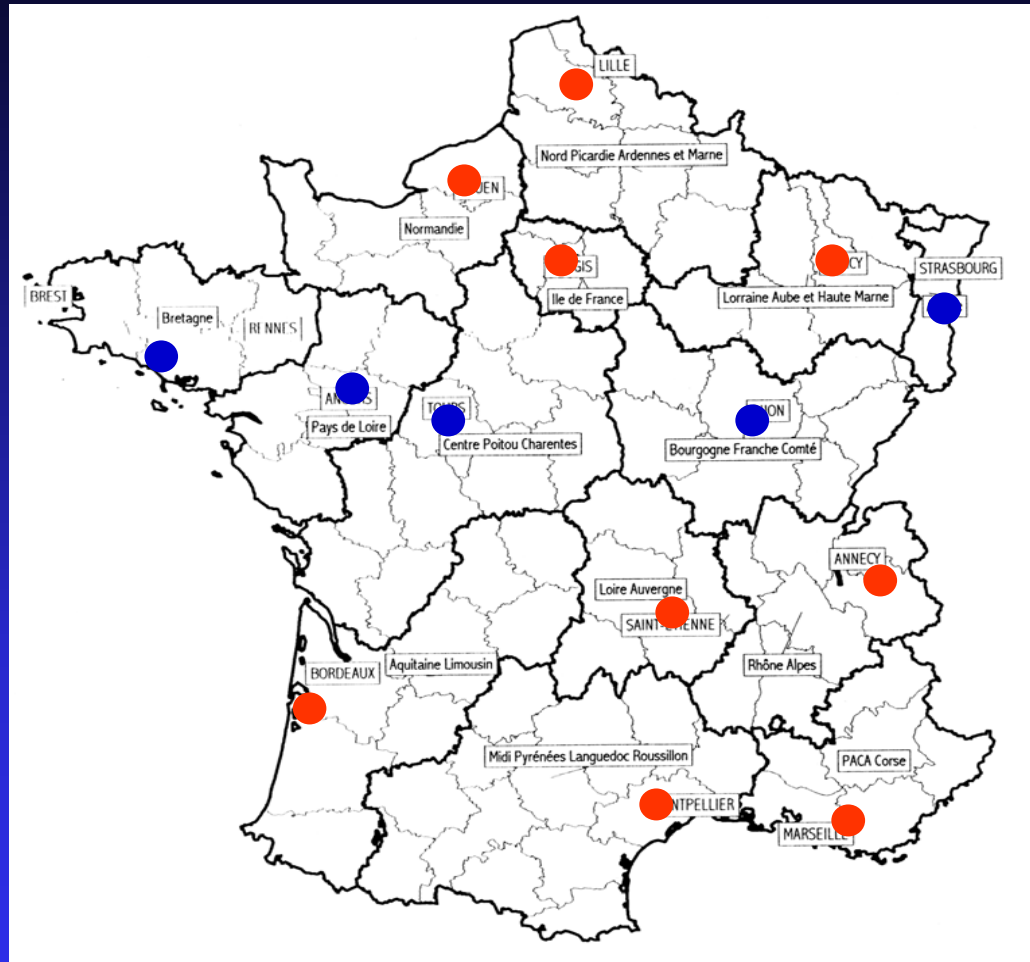 LILLE
Nord Picardie Ardennes et Marne
Normandie
Ile de France
Lorraine Aube et Haute Marne
STRASBOURG
BREST
Bretagne
RENNES
Pays de Loire
Centre Poitou Charentes
Bourgogne Franche Comté
ANNECY
Loire Auvergne
Rhône Alpes
BORDEAUX
Aquitaine Limousin
Midi Pyrénées Languedoc Roussillon
PACA Corse
MARSEILLE